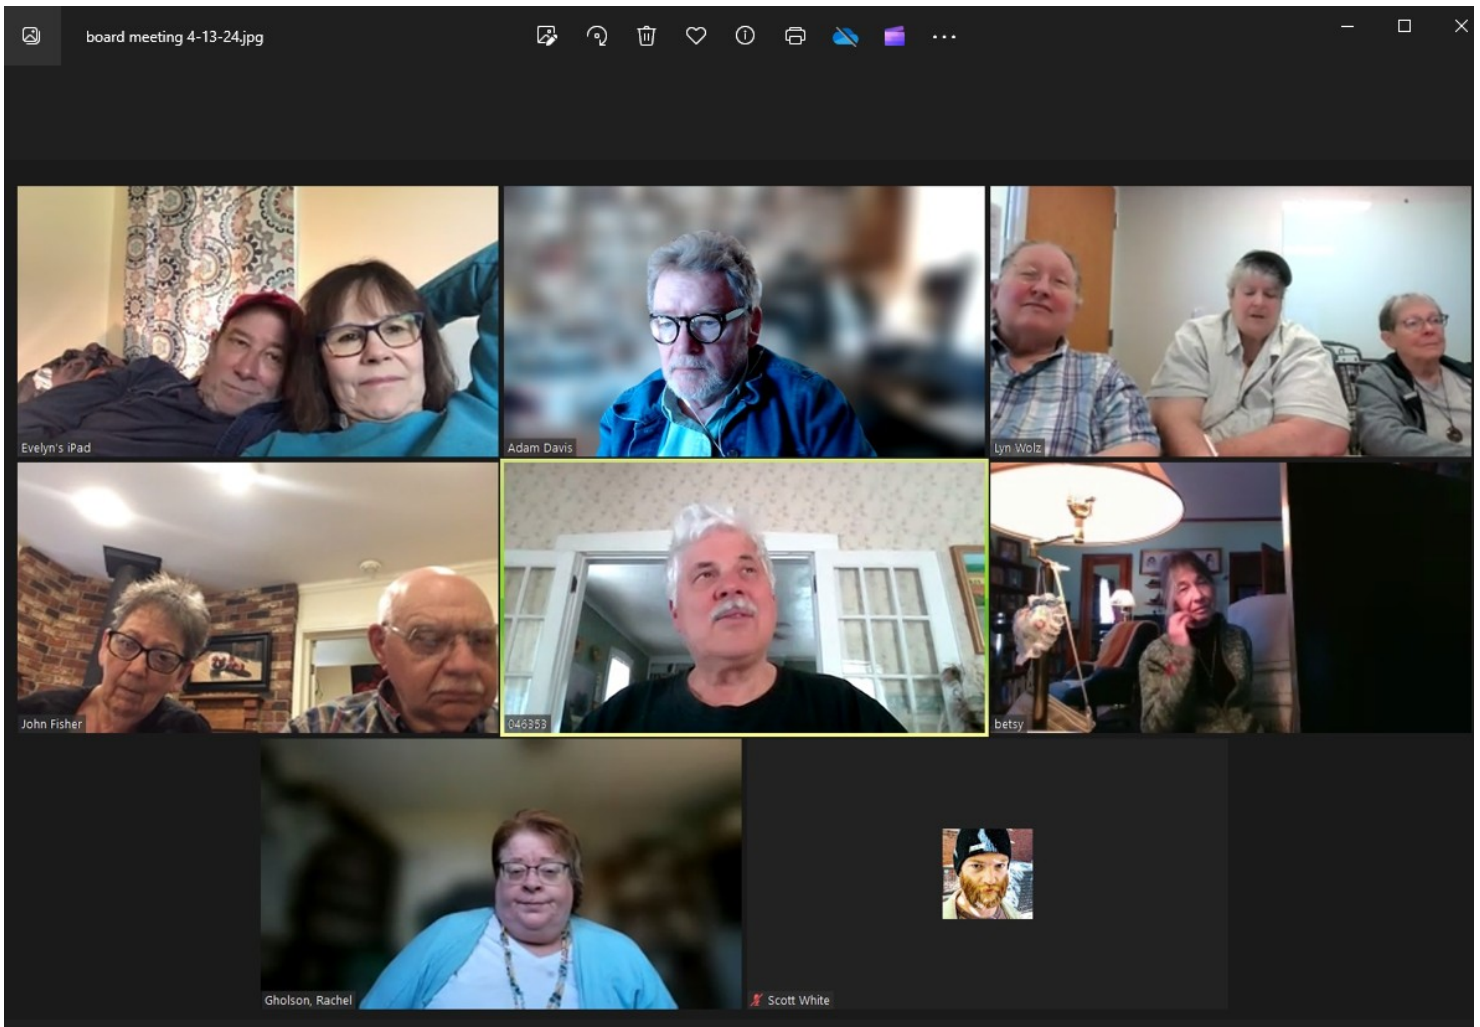 board meeting 4-13-24.jpg
Evelyn's iPad
Adam Davis
Lyn Wolz
John Fisher
046353
betsy
Gholson, Rachel
Scott White